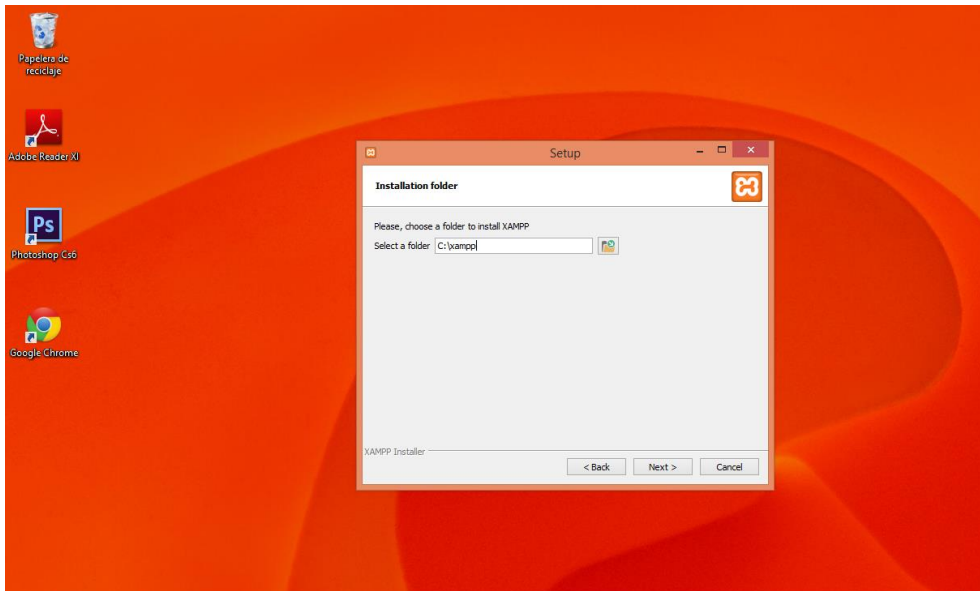 Papelera de
reciclaje
Adobe Reader XI
Ps
Photoshop Cs6
Google Chrome
Setup
Installation folder
Please, choose a folder to install XAMPP
Select a folder C:\xampp
XAMPP Installer
< Back Next > Cancel